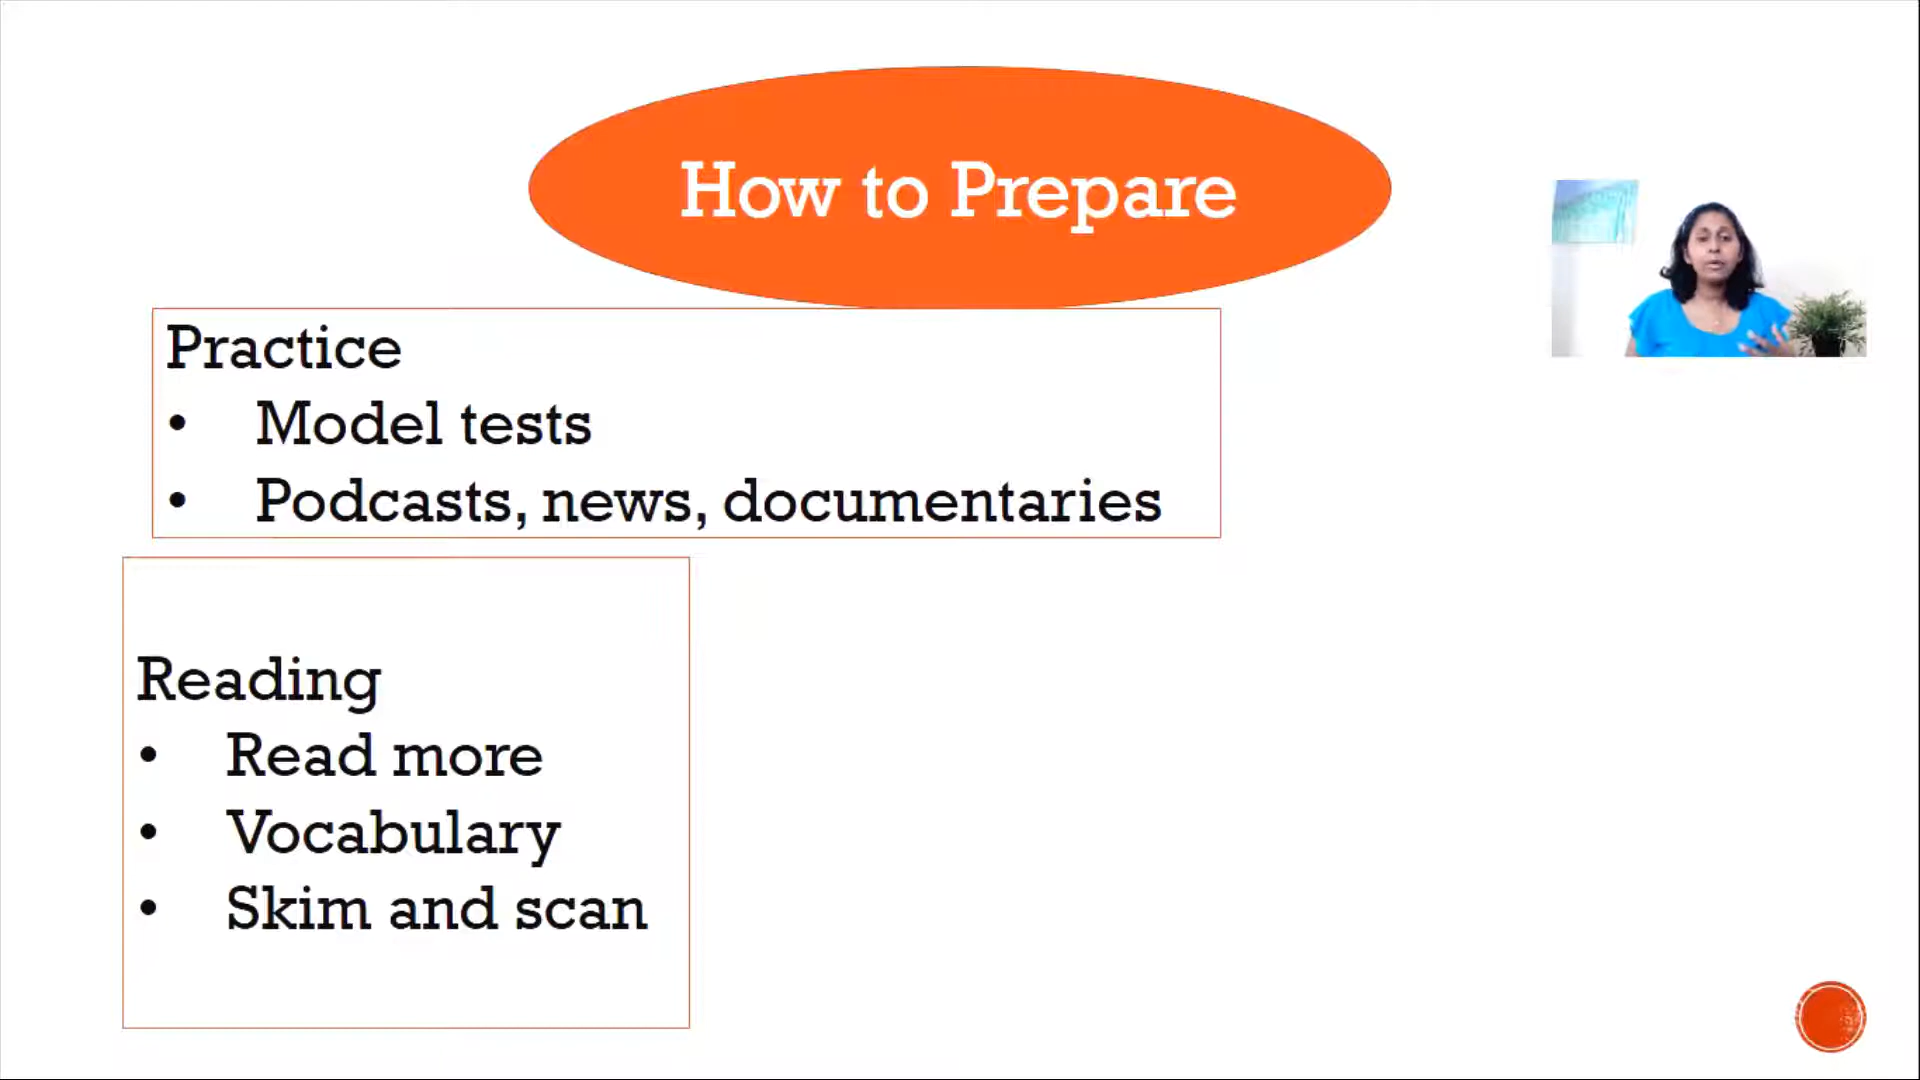 How to Prepare
Practice
• Model tests
• Podcasts, news, documentaries
Reading
• Read more
• Vocabulary
• Skim and scan